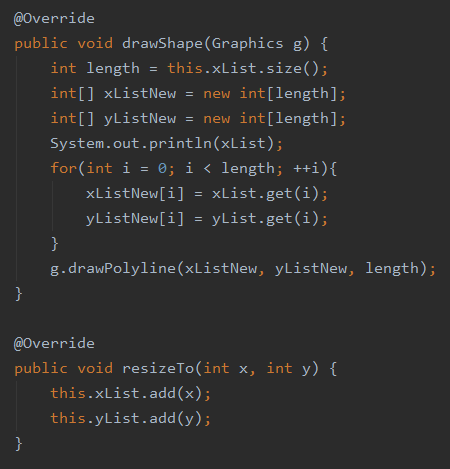 @Override
public void drawShape(Graphics g) {
    int length = this.xList.size();
    int[] xListNew = new int[length];
    int[] yListNew = new int[length];
    System.out.println(xList);
    for(int i = 0; i < length; ++i){
        xListNew[i] = xList.get(i);
        yListNew[i] = yList.get(i);
    }
    g.drawPolyline(xListNew, yListNew, length);
}

@Override
public void resizeTo(int x, int y) {
    this.xList.add(x);
    this.yList.add(y);
}